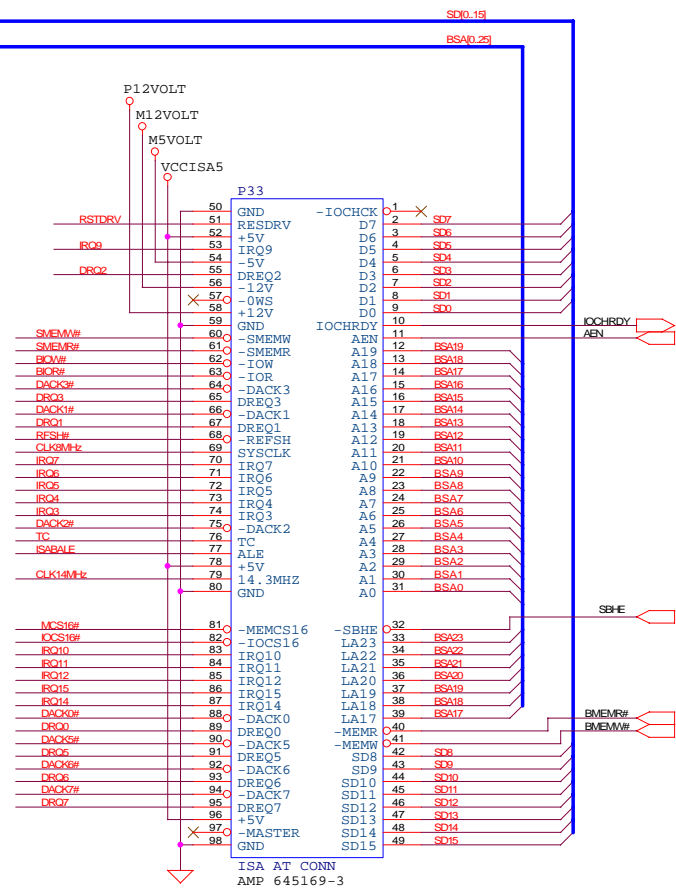 SD[0..15]
BSA[0..25]
P12VOLT
M12VOLT
M5VOLT
VCCISA5
P33
50 GND -IOCHCK 1
RSTDRV 51 RESDRV D7 2 SD7
52 +5V D6 3 SD6
IRQ9 53 IRQ9 D5 4 SD5
54 -5V D4 5 SD4
DRQ2 55 DREQ2 D3 6 SD3
56 -12V D2 7 SD2
57 -0WS D1 8 SD1
58 +12V D0 9 SD0
59 GND IOCHRDY 10 IOCHRDY
SMEMW# 60 -SMEMW AEN 11 AEN
SMEMR# 61 -SMEMR A19 12 BSA19
BIOW# 62 -IOW A18 13 BSA18
BIOR# 63 -IOR A17 14 BSA17
DACK3# 64 -DACK3 A16 15 BSA16
DRQ3 65 DREQ3 A15 16 BSA15
DACK1# 66 -DACK1 A14 17 BSA14
DRQ1 67 DREQ1 A13 18 BSA13
RFSH# 68 -REFSH A12 19 BSA12
CLK8MHz 69 SYSCLK A11 20 BSA11
IRQ7 70 IRQ7 A10 21 BSA10
IRQ6 71 IRQ6 A9 22 BSA9
IRQ5 72 IRQ5 A8 23 BSA8
IRQ4 73 IRQ4 A7 24 BSA7
IRQ3 74 IRQ3 A6 25 BSA6
DACK2# 75 -DACK2 A5 26 BSA5
TC 76 TC A4 27 BSA4
ISABALE 77 ALE A3 28 BSA3
78 +5V A2 29 BSA2
CLK14MHz 79 14.3MHZ A1 30 BSA1
80 GND A0 31 BSA0
MCS16# 81 -MEMCS16 -SBHE 32 SBHE
IOCS16# 82 -IOCS16 LA23 33 BSA23
IRQ10 83 IRQ10 LA22 34 BSA22
IRQ11 84 IRQ11 LA21 35 BSA21
IRQ12 85 IRQ12 LA20 36 BSA20
IRQ15 86 IRQ15 LA19 37 BSA19
IRQ14 87 IRQ14 LA18 38 BSA18
DACK0# 88 -DACK0 LA17 39 BSA17
DRQ0 89 DREQ0 -MEMR 40 BMEMR#
DACK5# 90 -DACK5 -MEMW 41 BMEMW#
DRQ5 91 DREQ5 SD8 42 SD8
DACK6# 92 -DACK6 SD9 43 SD9
DRQ6 93 DREQ6 SD10 44 SD10
DACK7# 94 -DACK7 SD11 45 SD11
DRQ7 95 DREQ7 SD12 46 SD12
96 +5V SD13 47 SD13
97 -MASTER SD14 48 SD14
98 GND SD15 49 SD15
ISA AT CONN
AMP 645169-3